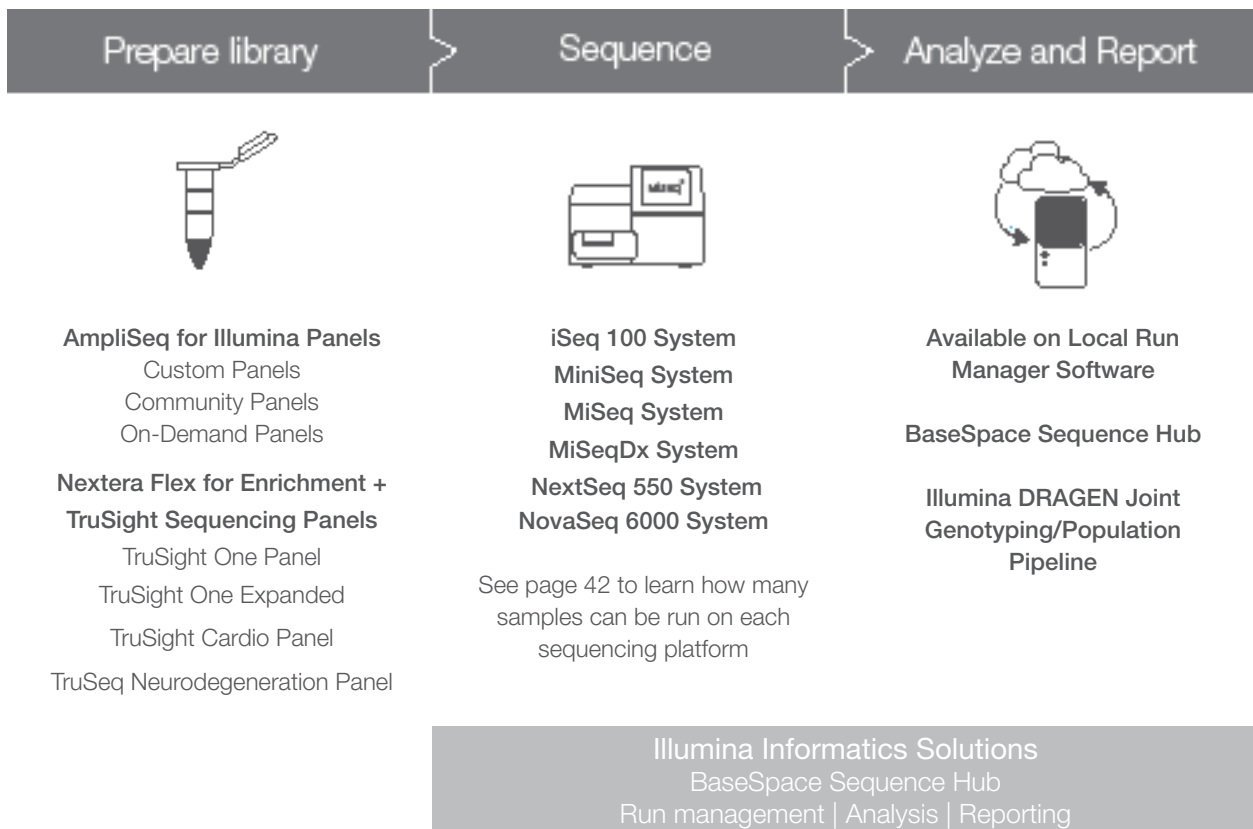 Prepare library
Sequence
Analyze and Report
MiSeq
AmpliSeq for Illumina Panels
Custom Panels
Community Panels
On-Demand Panels
Nextera Flex for Enrichment +
TruSight Sequencing Panels
TruSight One Panel
TruSight One Expanded
TruSight Cardio Panel
TruSeq Neurodegeneration Panel
iSeq 100 System
MiniSeq System
MiSeq System
MiSeqDx System
NextSeq 550 System
NovaSeq 6000 System
See page 42 to learn how many
samples can be run on each
sequencing platform
Available on Local Run
Manager Software
BaseSpace Sequence Hub
Illumina DRAGEN Joint
Genotyping/Population
Pipeline
Illumina Informatics Solutions
BaseSpace Sequence Hub
Run management | Analysis | Reporting